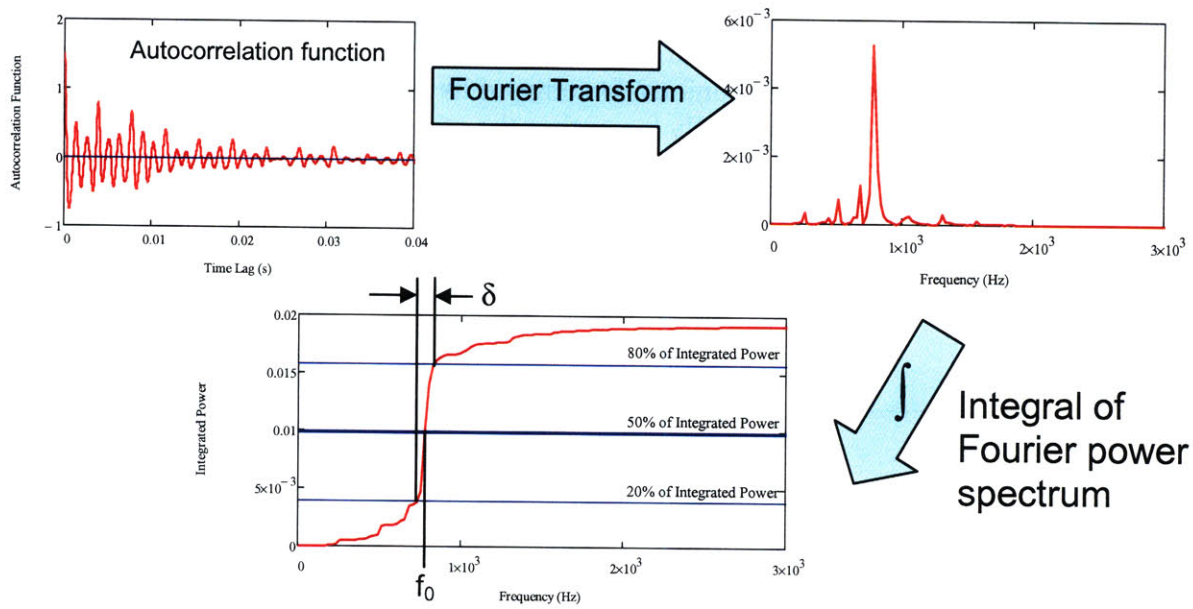 Autocorrelation function
Autocorrelation Function
2
1
0
− 1
0
0.01
0.02
0.03
0.04
Time Lag (s)
Fourier Transform
6×10⁻³
4×10⁻³
2×10⁻³
0
0
1×10³
2×10³
3×10³
Frequency (Hz)
δ
Integrated Power
0.02
0.015
0.01
5×10⁻³
0
80% of Integrated Power
50% of Integrated Power
20% of Integrated Power
0
1×10³
2×10³
3×10³
f₀
Frequency (Hz)
∫
Integral of
Fourier power
spectrum